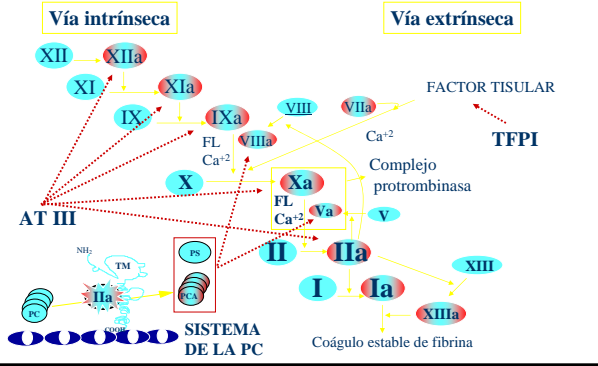 Vía intrínseca
Vía extrínseca
XII
XIIa
XI
XIa
IX
IXa
VIII
VIIa
FACTOR TISULAR
FL
Ca+2
VIIIa
Ca+2
TFPI
X
Xa
Complejo
protrombinasa
FL
Ca+2
Va
V
AT III
II
IIa
XIII
NH2
TM
PS
I
Ia
IIa
PCA
PC
XIIIa
COOH
SISTEMA
DE LA PC
Coágulo estable de fibrina